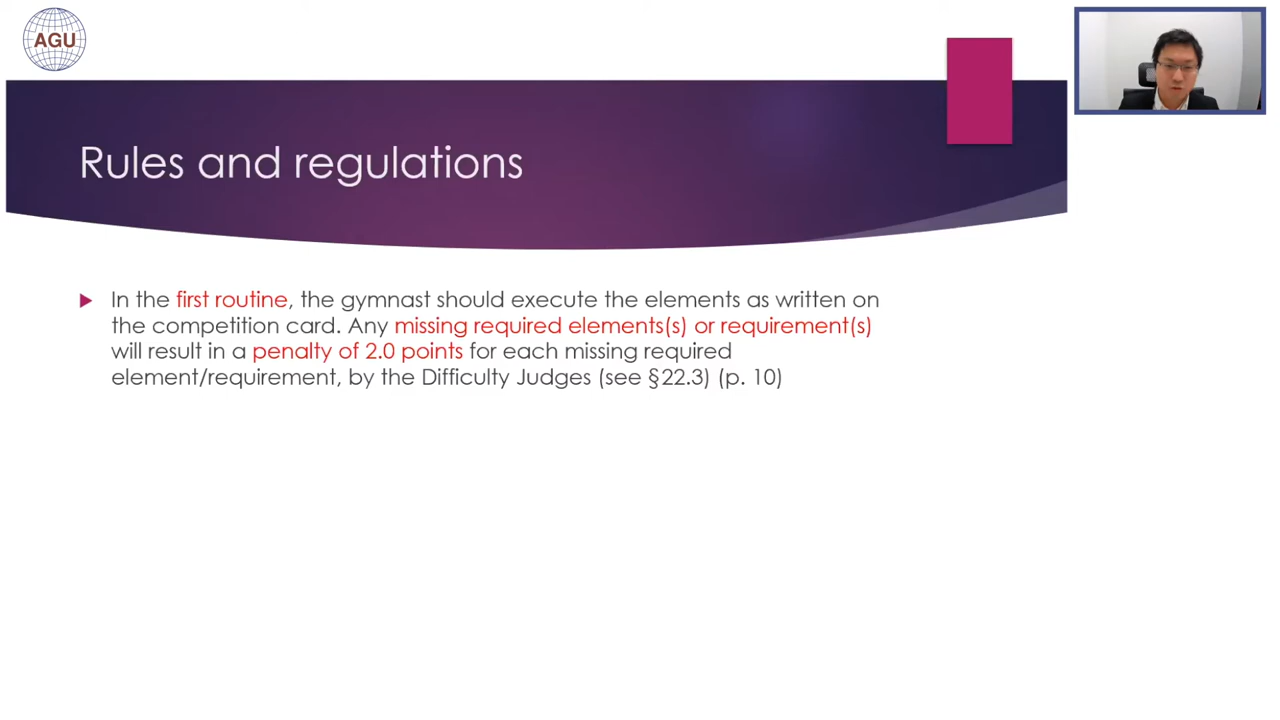 AGU
Rules and regulations
In the first routine, the gymnast should execute the elements as written on
the competition card. Any missing required elements(s) or requirement(s)
will result in a penalty of 2.0 points for each missing required
element/requirement, by the Difficulty Judges (see §22.3) (p. 10)